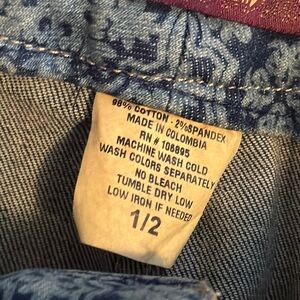 98% COTTON - 2% SPANDEX
MADE IN COLOMBIA
RN # 106895
MACHINE WASH COLD
WASH COLORS SEPARATELY
NO BLEACH
TUMBLE DRY LOW
LOW IRON IF NEEDED
1/2